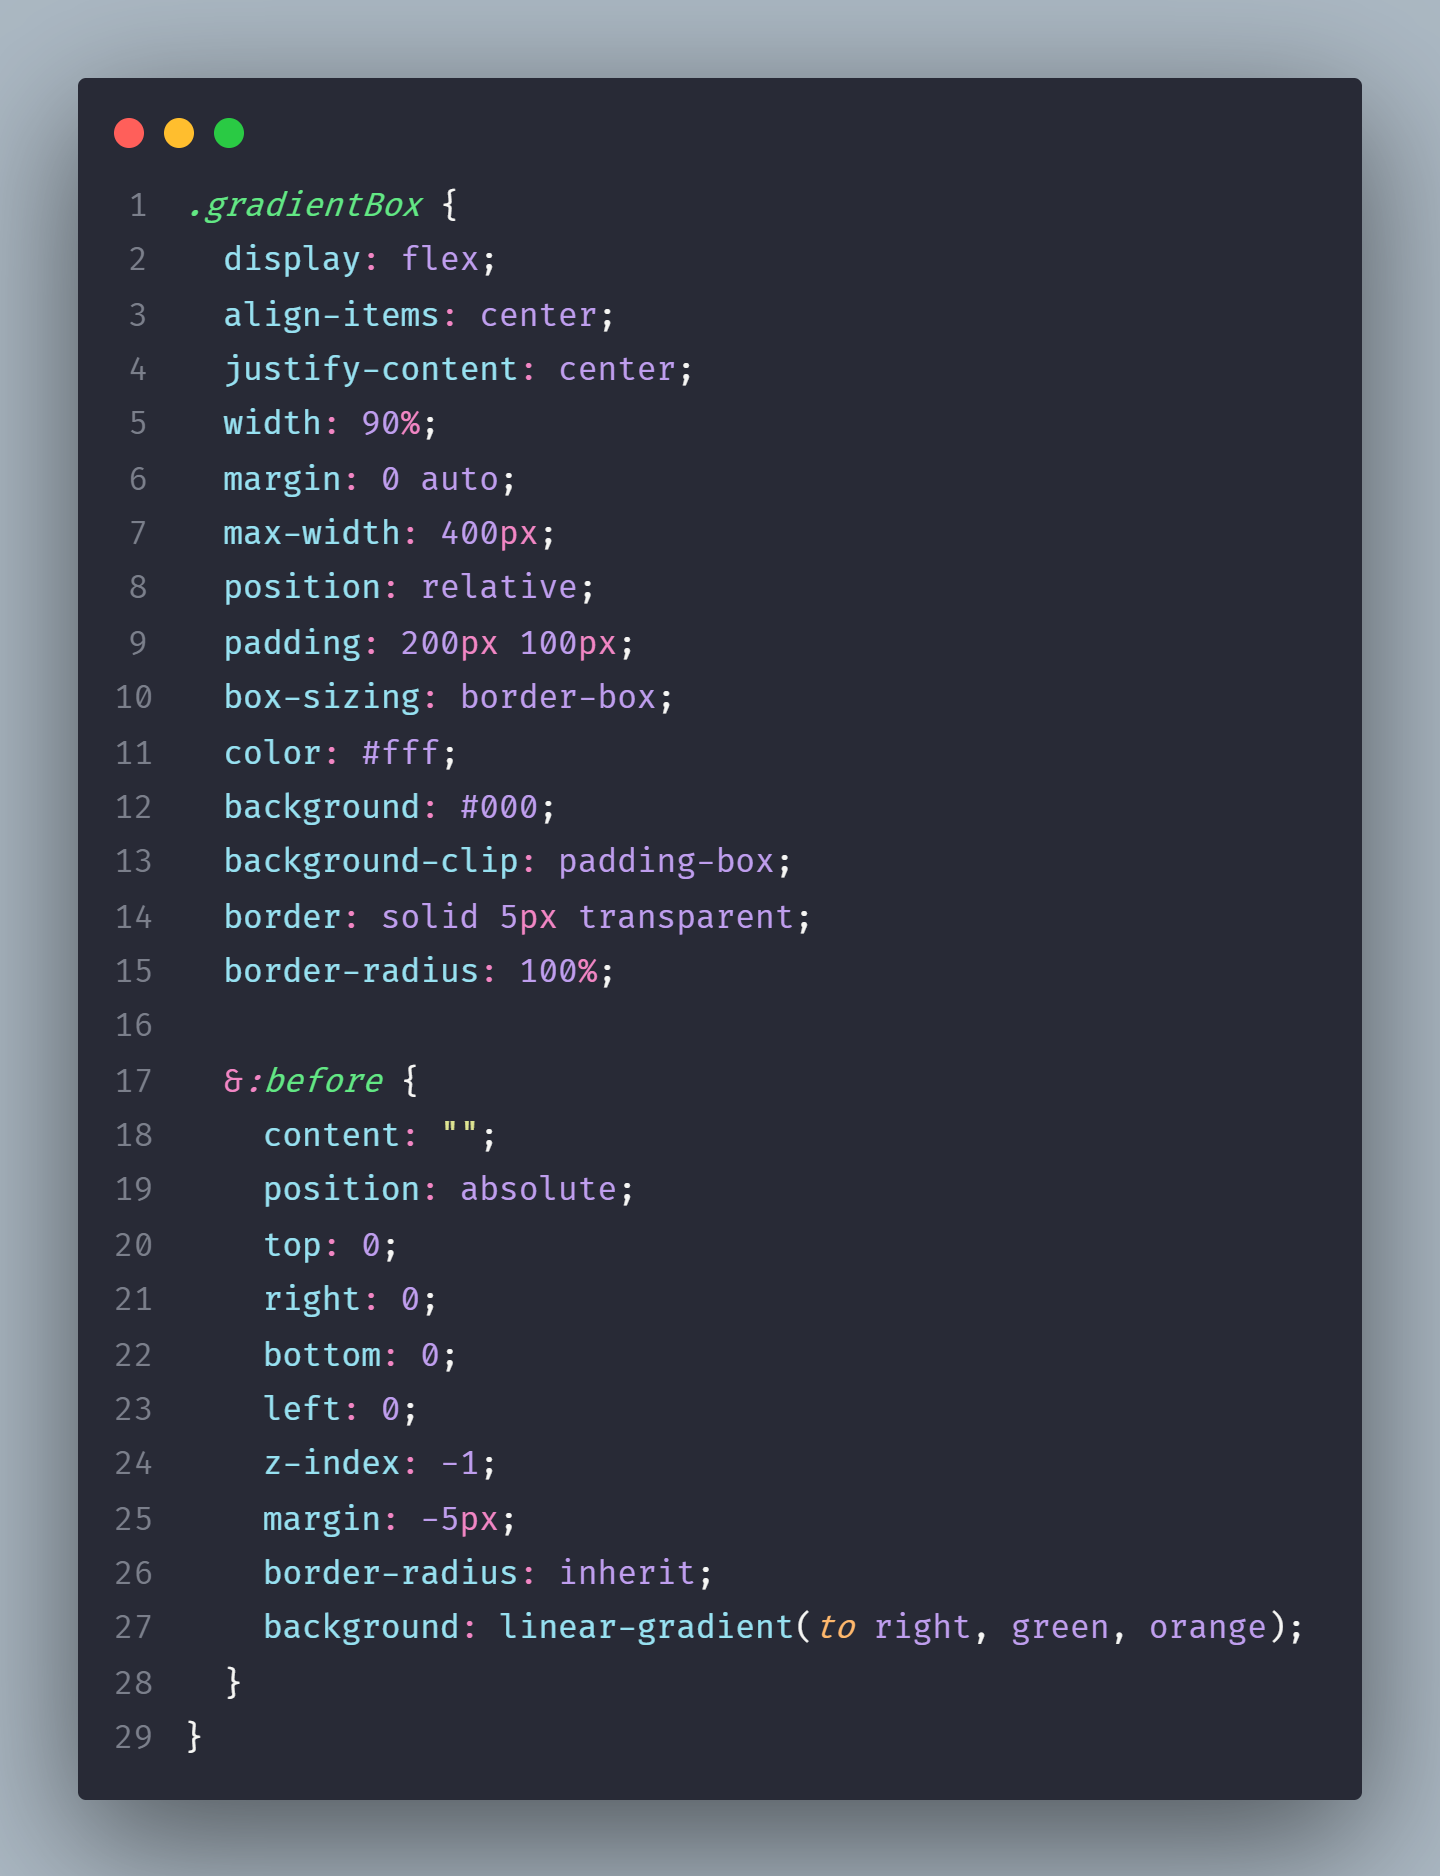 1 .gradientBox {
2   display: flex;
3   align-items: center;
4   justify-content: center;
5   width: 90%;
6   margin: 0 auto;
7   max-width: 400px;
8   position: relative;
9   padding: 200px 100px;
10   box-sizing: border-box;
11   color: #fff;
12   background: #000;
13   background-clip: padding-box;
14   border: solid 5px transparent;
15   border-radius: 100%;
16
17   &:before {
18     content: "";
19     position: absolute;
20     top: 0;
21     right: 0;
22     bottom: 0;
23     left: 0;
24     z-index: -1;
25     margin: -5px;
26     border-radius: inherit;
27     background: linear-gradient(to right, green, orange);
28   }
29 }